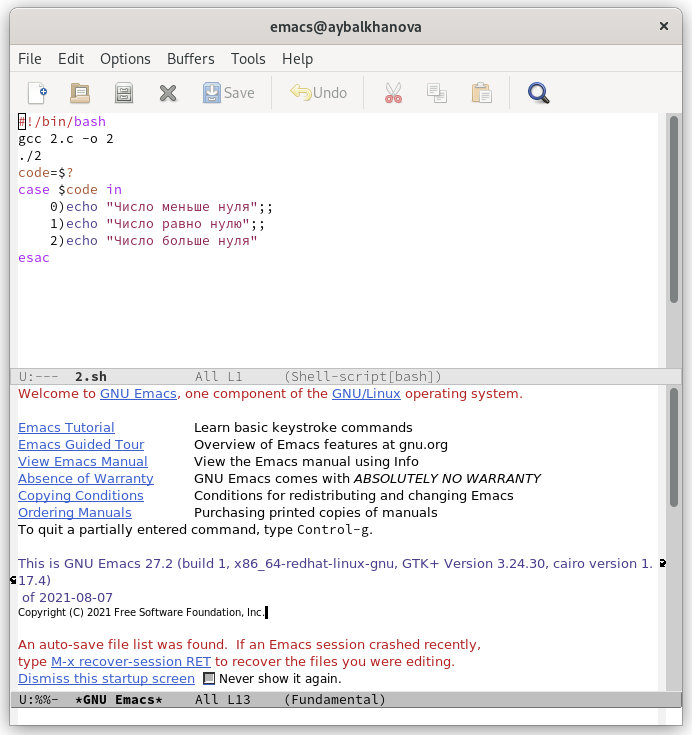 emacs@aybalkhanova
File Edit Options Buffers Tools Help
Save Undo
#!/bin/bash
gcc 2.c -o 2
./2
code=$?
case $code in
    0)echo "Число меньше нуля";;
    1)echo "Число равно нулю";;
    2)echo "Число больше нуля"
esac
U:--- 2.sh All L1 (Shell-script[bash])
Welcome to GNU Emacs, one component of the GNU/Linux operating system.
Emacs Tutorial Learn basic keystroke commands
Emacs Guided Tour Overview of Emacs features at gnu.org
View Emacs Manual View the Emacs manual using Info
Absence of Warranty GNU Emacs comes with ABSOLUTELY NO WARRANTY
Copying Conditions Conditions for redistributing and changing Emacs
Ordering Manuals Purchasing printed copies of manuals
To quit a partially entered command, type Control-g.
This is GNU Emacs 27.2 (build 1, x86_64-redhat-linux-gnu, GTK+ Version 3.24.30, cairo version 1.
17.4)
of 2021-08-07
Copyright (C) 2021 Free Software Foundation, Inc.
An auto-save file list was found. If an Emacs session crashed recently,
type M-x recover-session RET to recover the files you were editing.
Dismiss this startup screen Never show it again.
U:%%- *GNU Emacs* All L13 (Fundamental)